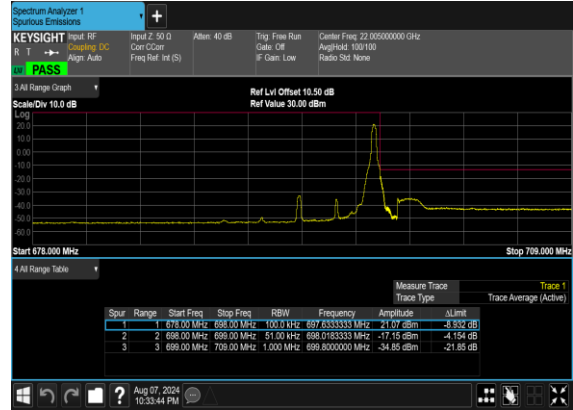 Spectrum Analyzer 1
Spurious Emissions
+
KEYSIGHT Input: RF Input Z: 50 Ω Atten: 40 dB Trig: Free Run Center Freq: 22.005000000 GHz
R T Coupling: DC Corr CCorr Gate: Off Avg|Hold: 100/100
Align: Auto Freq Ref: Int (S) IF Gain: Low Radio Std: None
PASS
3 All Range Graph
Ref Lvl Offset 10.50 dB
Scale/Div 10.0 dB Ref Value 30.00 dBm
Log
20.0
10.0
0.00
-10.0
-20.0
-30.0
-40.0
-50.0
-60.0
Start 678.000 MHz Stop 709.000 MHz
4 All Range Table
Measure Trace Trace 1
Trace Type Trace Average (Active)
Spur Range Start Freq Stop Freq RBW Frequency Amplitude ΔLimit
1 1 678.00 MHz 698.00 MHz 100.0 kHz 697.6333333 MHz 21.07 dBm -8.932 dB
2 2 698.00 MHz 699.00 MHz 51.00 kHz 698.0183333 MHz -17.15 dBm -4.154 dB
3 3 699.00 MHz 709.00 MHz 1.000 MHz 699.8000000 MHz -34.85 dBm -21.85 dB
? Aug 07, 2024
10:33:44 PM